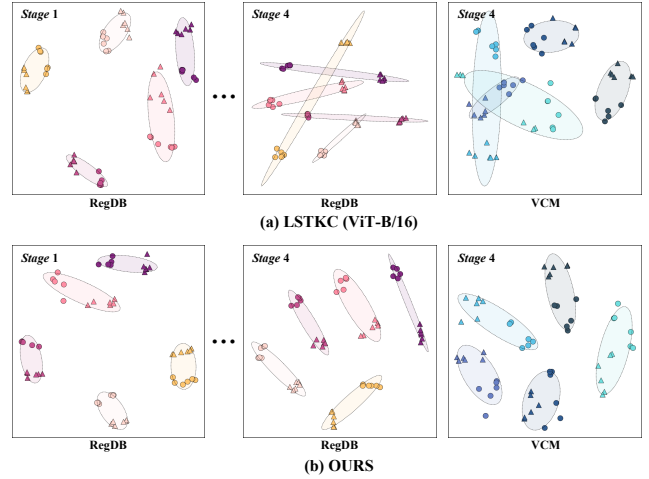 Stage 1
Stage 4
Stage 4
RegDB
RegDB
VCM
(a) LSTKC (ViT-B/16)
Stage 1
Stage 4
Stage 4
RegDB
RegDB
VCM
(b) OURS